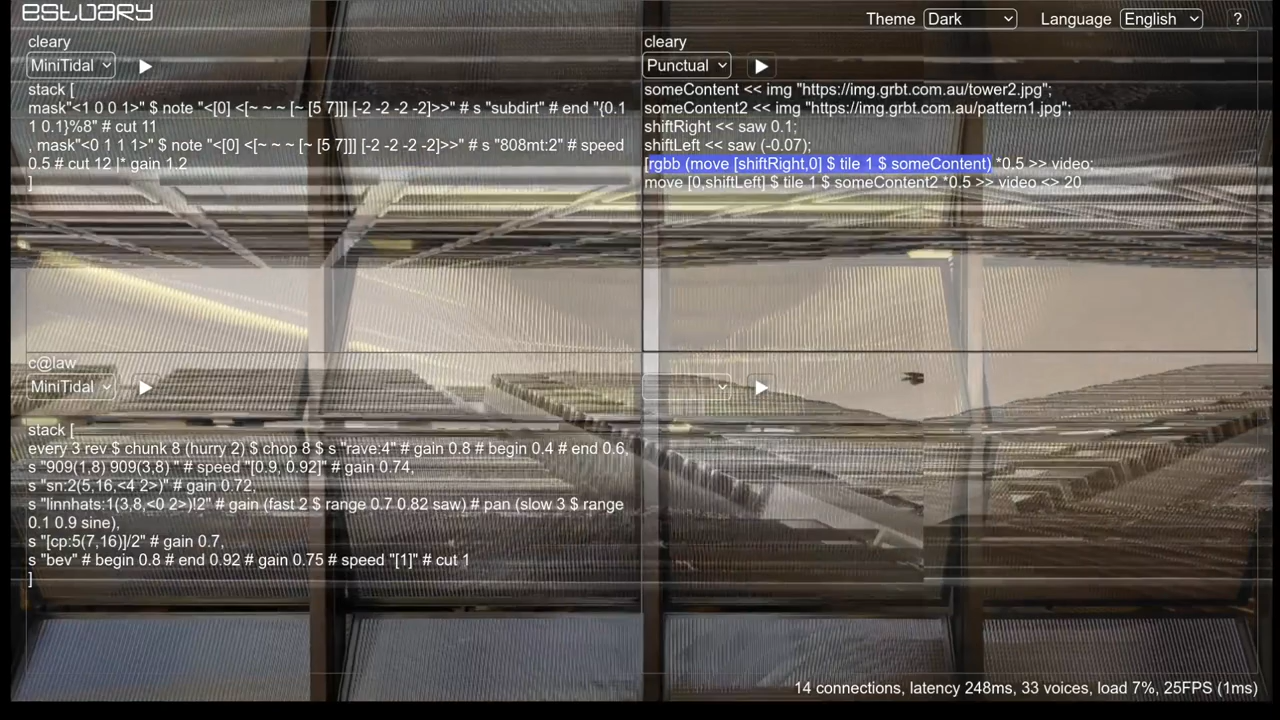 estuary
Theme Dark Language English ?
cleary
MiniTidal
stack [
mask"<1 0 0 1>" $ note "<[0] <[~ ~ ~ [~ [5 7]]] [-2 -2 -2 -2]>>" # s "subdirt" # end "{0.1
1 0.1}%8" # cut 11
, mask"<0 1 1 1>" $ note "<[0] <[~ ~ ~ [~ [5 7]]] [-2 -2 -2 -2]>>" # s "808mt:2" # speed
0.5 # cut 12 |* gain 1.2
]
cleary
Punctual
someContent << img "https://img.grbt.com.au/tower2.jpg";
someContent2 << img "https://img.grbt.com.au/pattern1.jpg";
shiftRight << saw 0.1;
shiftLeft << saw (-0.07);
[rgbb (move [shiftRight,0] $ tile 1 $ someContent) *0.5 >> video;
move [0,shiftLeft] $ tile 1 $ someContent2 *0.5 >> video <> 20
c@law
MiniTidal
stack [
every 3 rev $ chunk 8 (hurry 2) $ chop 8 $ s "rave:4" # gain 0.8 # begin 0.4 # end 0.6,
s "909(1,8) 909(3,8) " # speed "[0.9, 0.92]" # gain 0.74,
s "sn:2(5,16,<4 2>)" # gain 0.72,
s "linnhats:1(3,8,<0 2>)!2" # gain (fast 2 $ range 0.7 0.82 saw) # pan (slow 3 $ range
0.1 0.9 sine),
s "[cp:5(7,16)]/2" # gain 0.7,
s "bev" # begin 0.8 # end 0.92 # gain 0.75 # speed "[1]" # cut 1
]
14 connections, latency 248ms, 33 voices, load 7%, 25FPS (1ms)